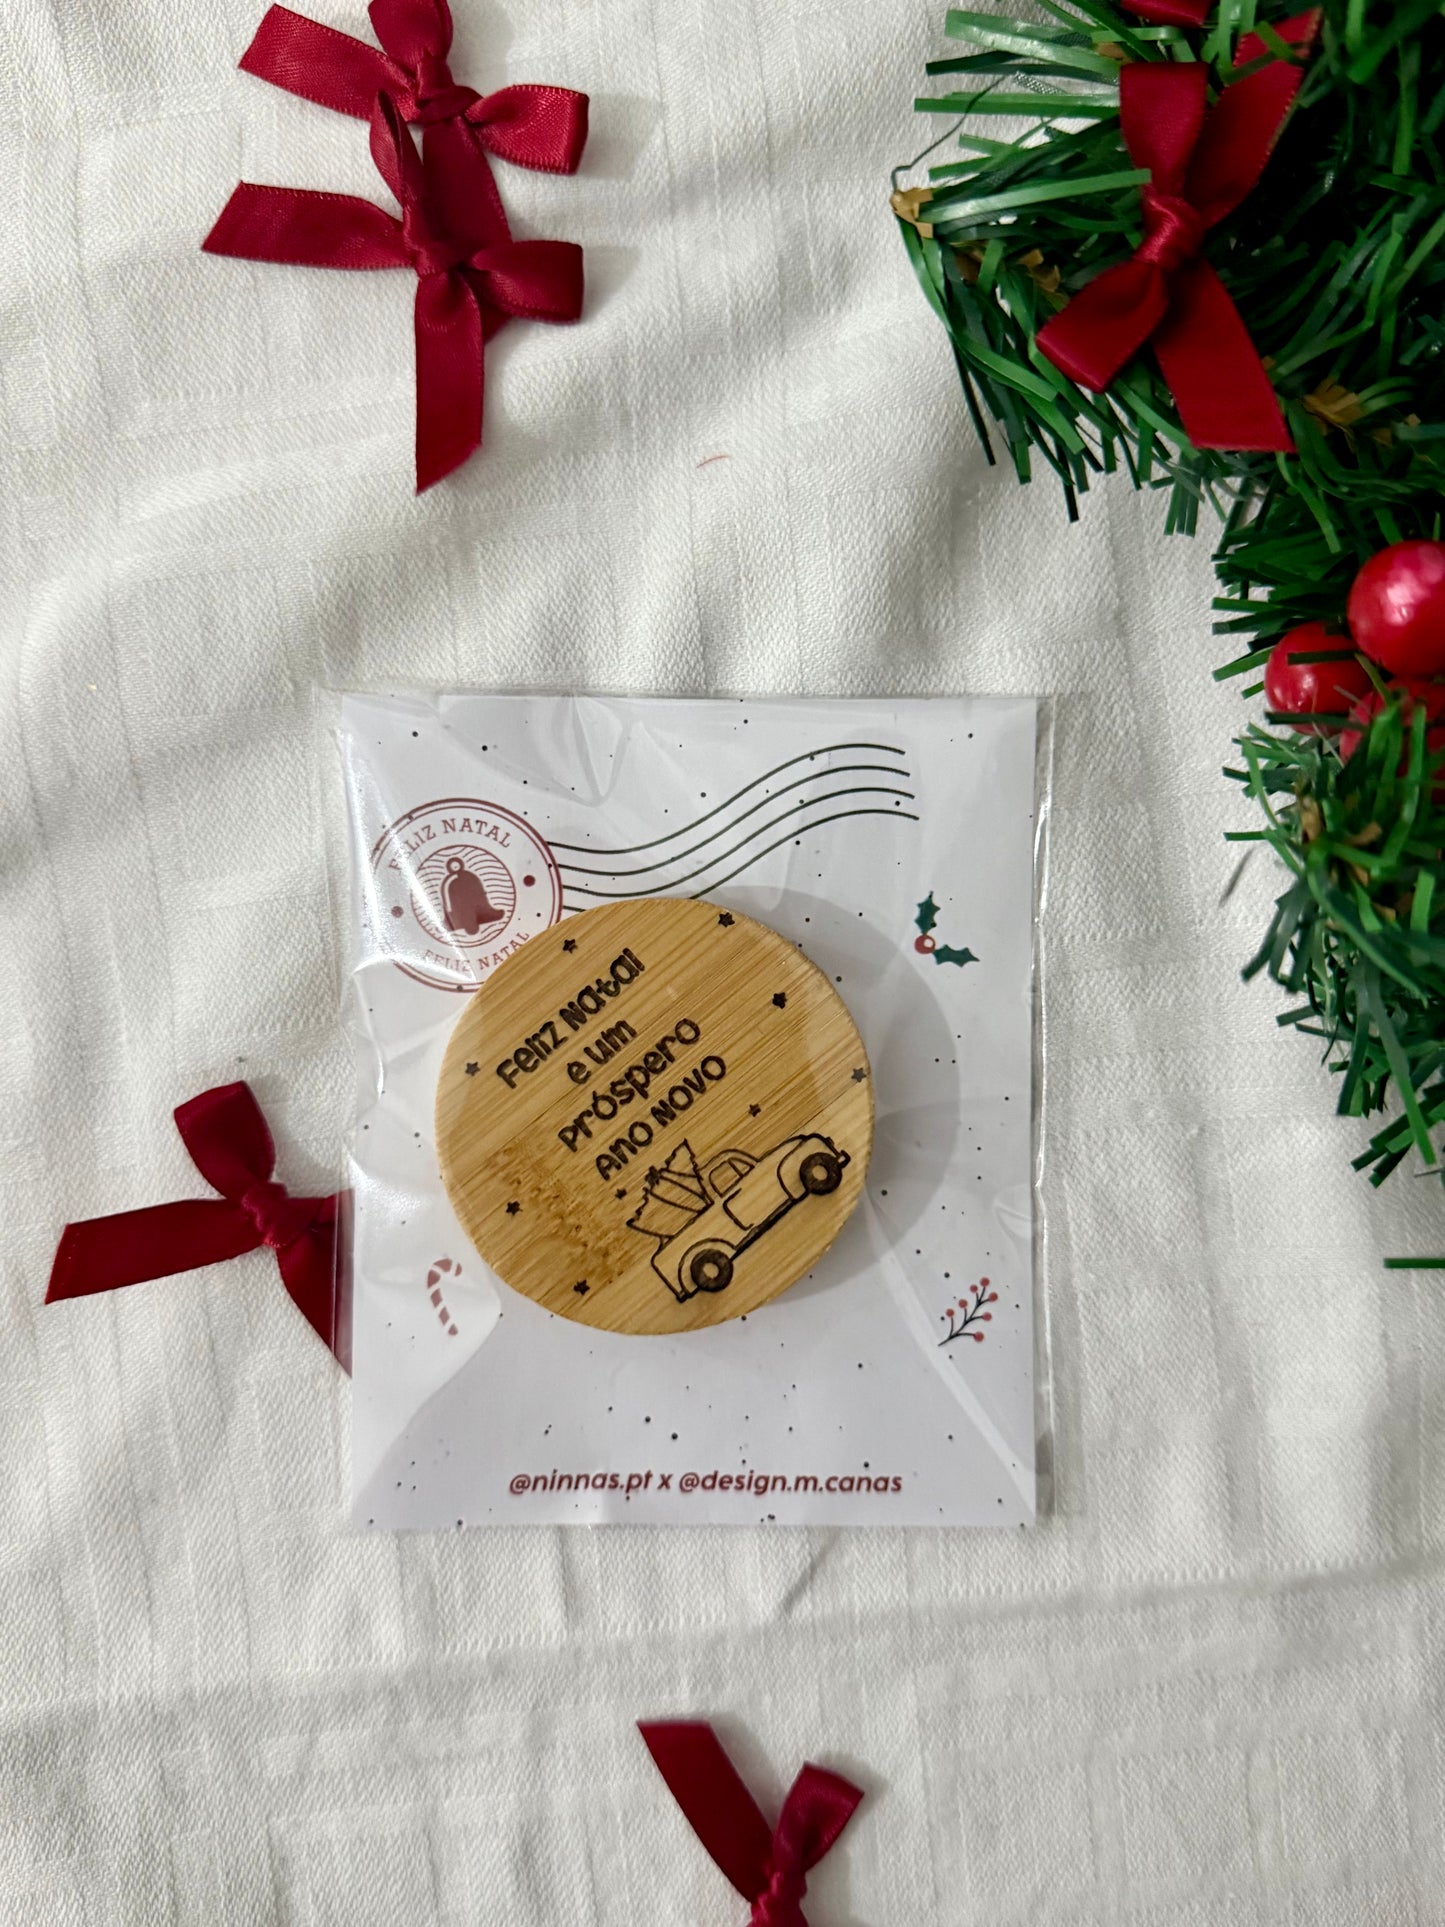 FELIZ NATAL
FELIZ NATAL
Feliz Natal
e um
próspero
ano novo
@ninnas.pt x @design.m.canas